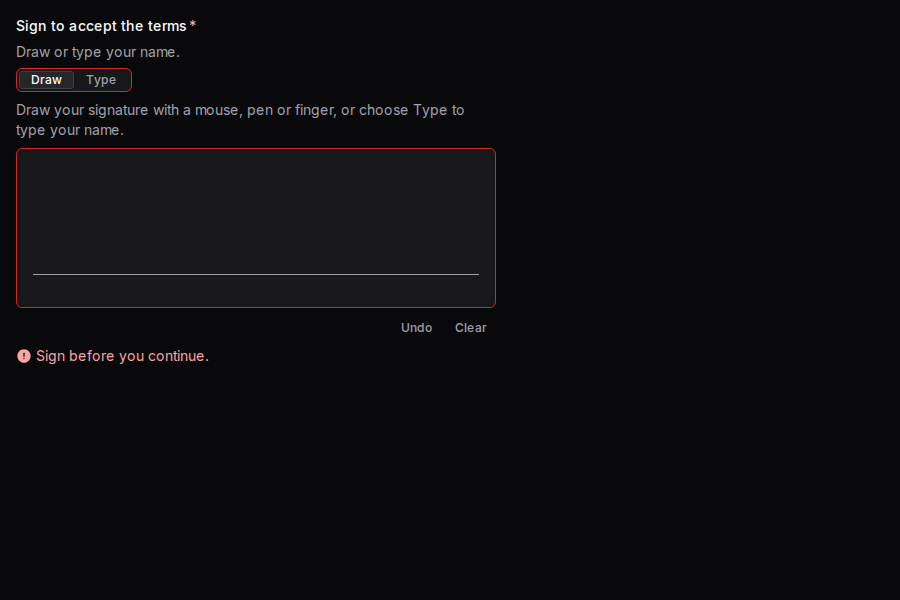 Sign to accept the terms *
Draw or type your name.
Draw Type
Draw your signature with a mouse, pen or finger, or choose Type to
type your name.
Undo Clear
Sign before you continue.